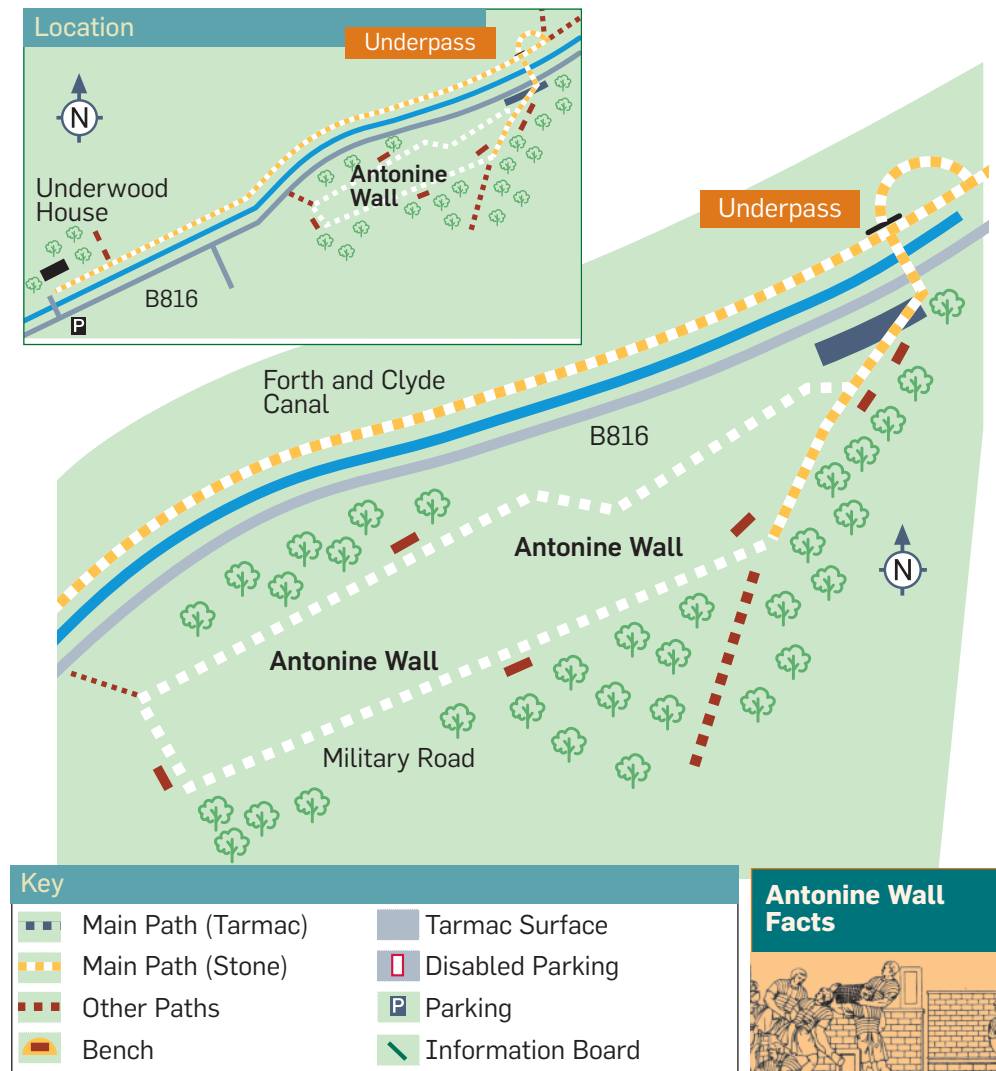 Location
Underpass
N
Antonine
Wall
Underwood
House
B816
P
Underpass
Forth and Clyde
Canal
B816
Antonine Wall
N
Antonine Wall
Military Road
Key
Main Path (Tarmac)
Main Path (Stone)
Other Paths
Bench
Tarmac Surface
Disabled Parking
P
Parking
Information Board
Antonine Wall
Facts